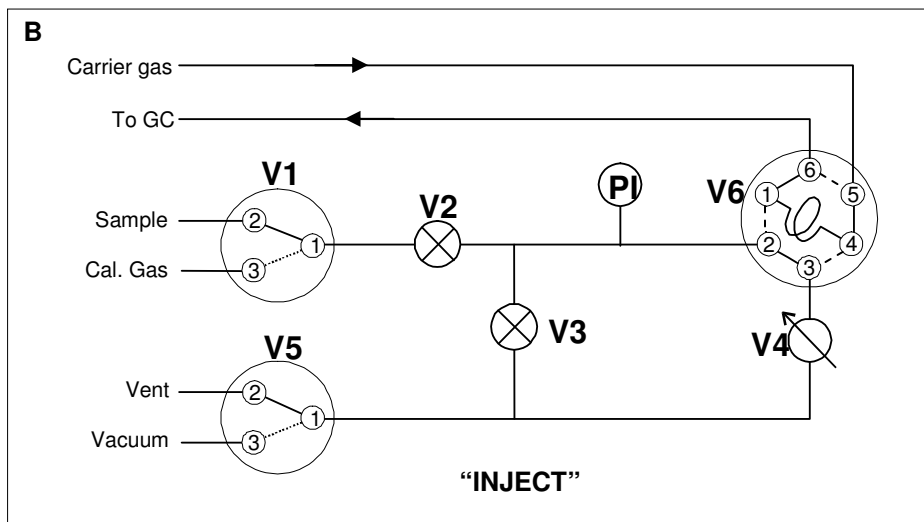 B
Carrier gas
To GC
V1
V2
PI
V6
6
1
5
Sample
2
1
2
4
Cal. Gas
3
3
V3
V4
V5
Vent
2
1
Vacuum
3
“INJECT”